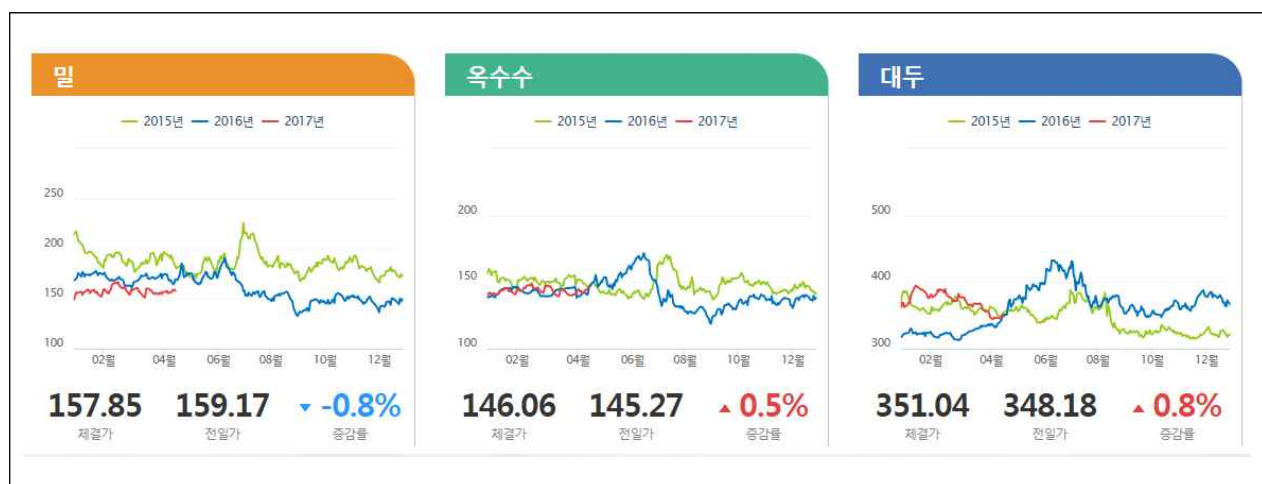 밀
2015년 2016년 2017년
250
200
150
100
02월 04월 06월 08월 10월 12월
157.85 159.17 ▼ -0.8%
체결가 전일가 증감률
옥수수
2015년 2016년 2017년
200
150
100
02월 04월 06월 08월 10월 12월
146.06 145.27 ▲ 0.5%
체결가 전일가 증감률
대두
2015년 2016년 2017년
500
400
300
02월 04월 06월 08월 10월 12월
351.04 348.18 ▲ 0.8%
체결가 전일가 증감률